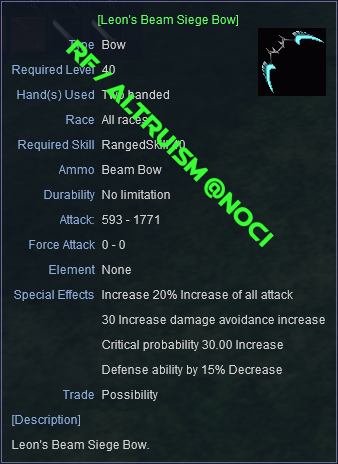 [Leon's Beam Siege Bow]
Type Bow
Required Level 40
Hand(s) Used Two handed
Race All races
Required Skill RangedSkill
Ammo Beam Bow
Durability No limitation
Attack: 593 - 1771
Force Attack 0 - 0
Element None
Special Effects Increase 20% Increase of all attack
30 Increase damage avoidance increase
Critical probability 30.00 Increase
Defense ability by 15% Decrease
Trade Possibility
[Description]
Leon's Beam Siege Bow.
RF7 ALTRUISM @NOCI